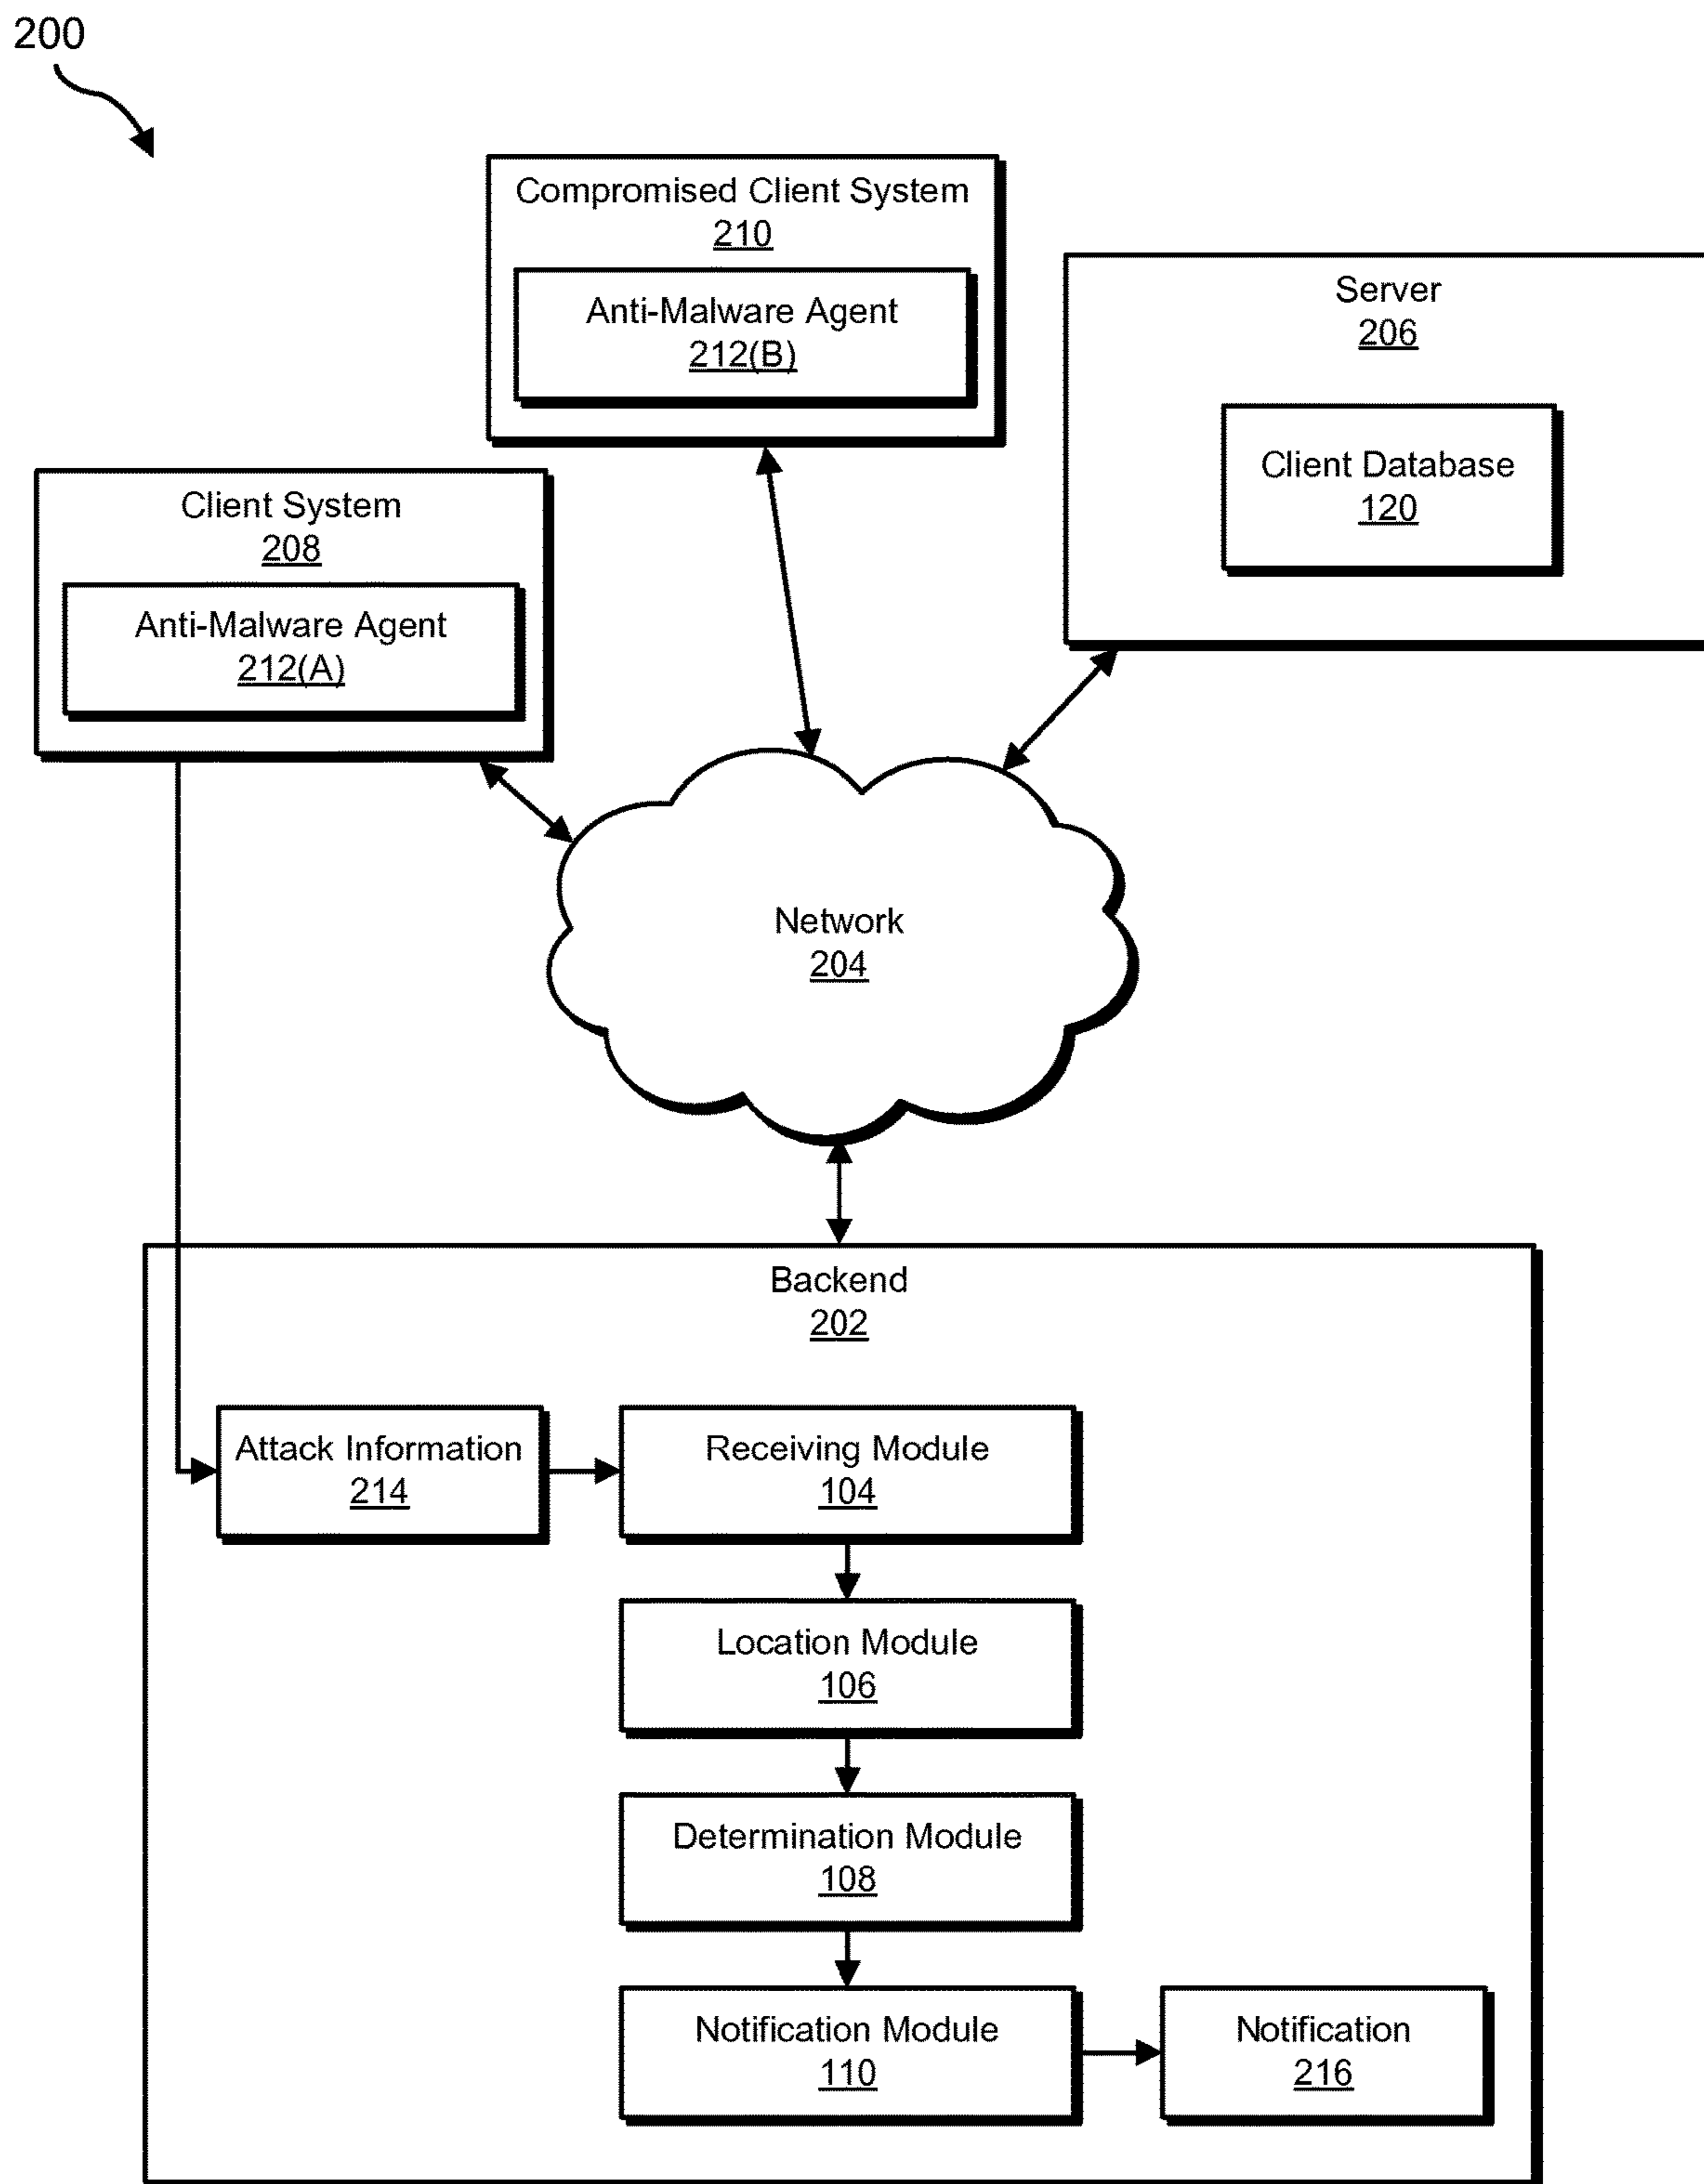 200
Compromised Client System
210
Anti-Malware Agent
212(B)
Server
206
Client Database
120
Client System
208
Anti-Malware Agent
212(A)
Network
204
Backend
202
Attack Information
214
Receiving Module
104
Location Module
106
Determination Module
108
Notification Module
110
Notification
216